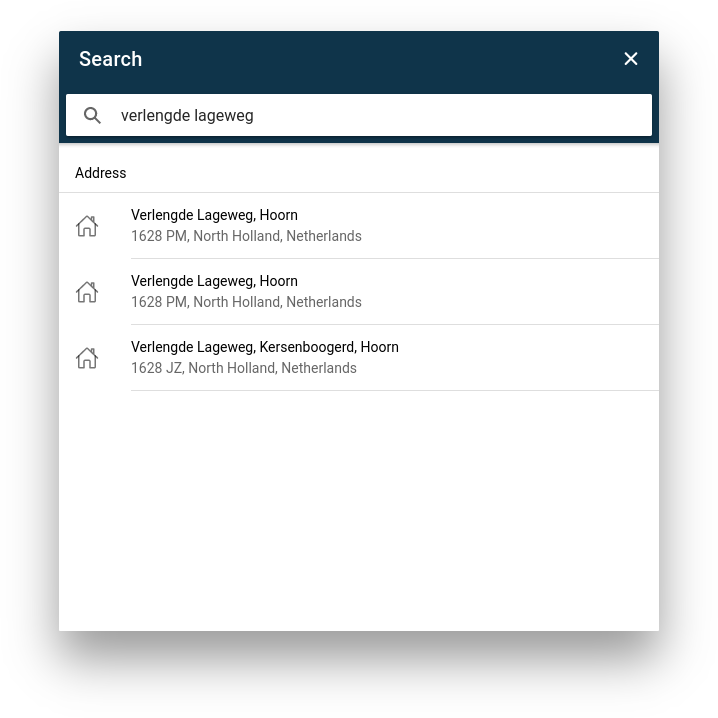 Search
verlengde lageweg
Address
Verlengde Lageweg, Hoorn
1628 PM, North Holland, Netherlands
Verlengde Lageweg, Hoorn
1628 PM, North Holland, Netherlands
Verlengde Lageweg, Kersenboogerd, Hoorn
1628 JZ, North Holland, Netherlands